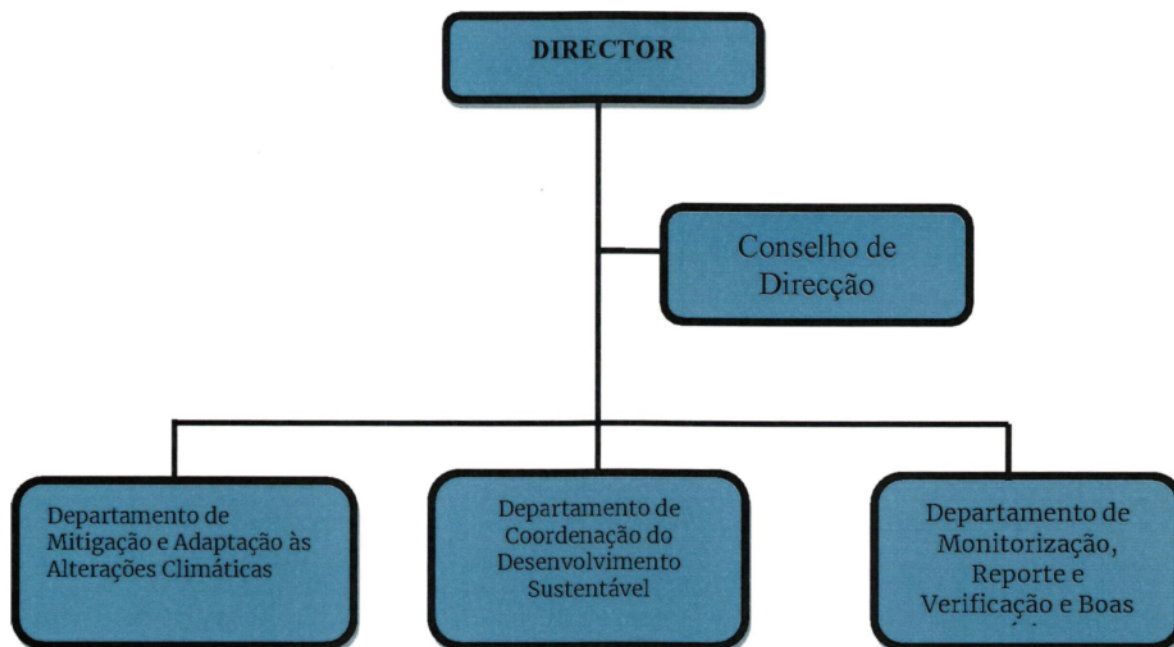 DIRECTOR
Conselho de
Direcção
Departamento de
Mitigação e Adaptação às
Alterações Climáticas
Departamento de
Coordenação do
Desenvolvimento
Sustentável
Departamento de
Monitorização,
Reporte e
Verificação e Boas